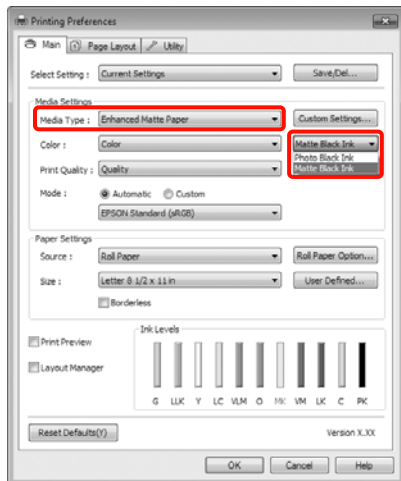 Printing Preferences
Main Page Layout Utility
Select Setting : Current Settings Save/Del...
Media Settings
Media Type : Enhanced Matte Paper Custom Settings...
Color : Color Matte Black Ink
Photo Black Ink
Matte Black Ink
Print Quality : Quality
Mode : Automatic Custom
EPSON Standard (sRGB)
Paper Settings
Source : Roll Paper Roll Paper Option...
Size : Letter 8 1/2 x 11 in User Defined...
Borderless
Ink Levels
Print Preview
Layout Manager
G LLK Y LC VLM O MK VM LK C PK
Reset Defaults(Y) Version X.XX
OK Cancel Help